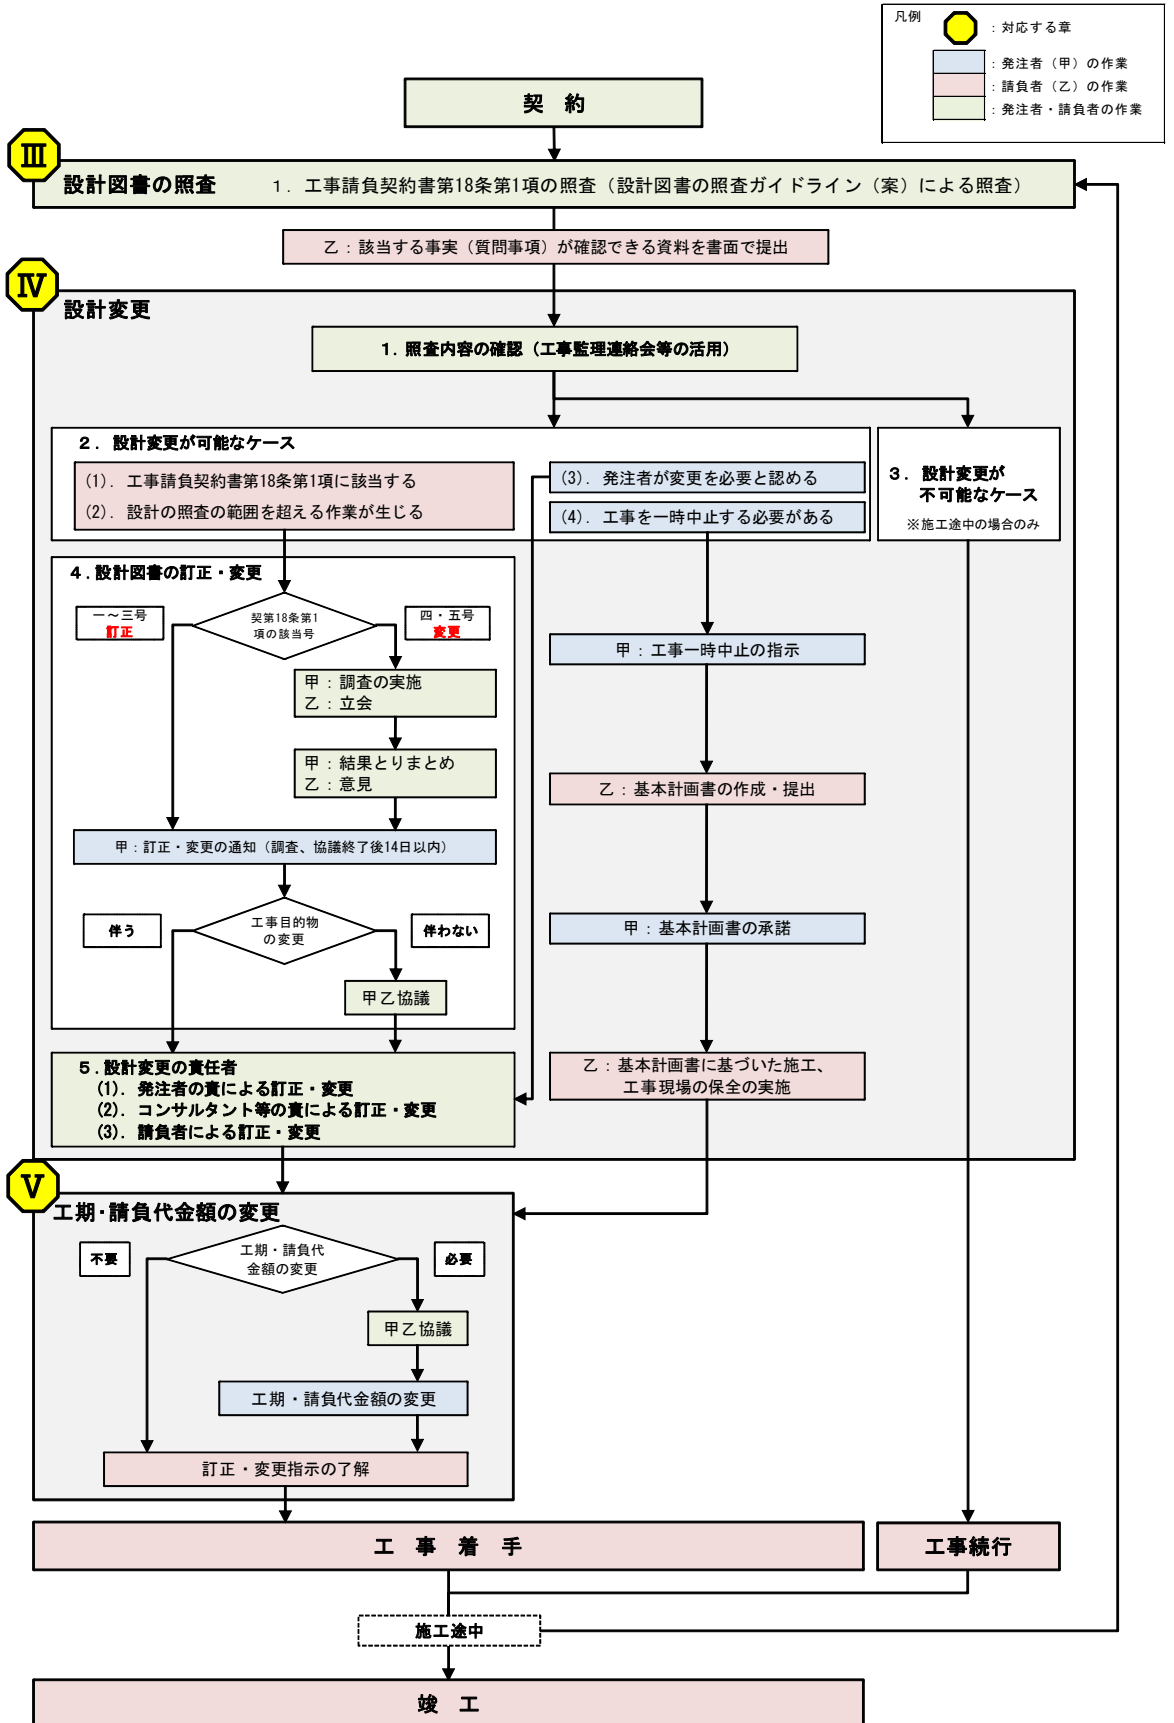 凡例
：対応する章
：発注者（甲）の作業
：請負者（乙）の作業
：発注者・請負者の作業
契　約
Ⅲ
設計図書の照査　　1．工事請負契約書第18条第1項の照査（設計図書の照査ガイドライン（案）による照査）
乙：該当する事実（質問事項）が確認できる資料を書面で提出
Ⅳ
設計変更
1．照査内容の確認（工事監理連絡会等の活用）
2．設計変更が可能なケース
(1)．工事請負契約書第18条第1項に該当する
(2)．設計の照査の範囲を超える作業が生じる
(3)．発注者が変更を必要と認める
(4)．工事を一時中止する必要がある
3．設計変更が
不可能なケース
※施工途中の場合のみ
4．設計図書の訂正・変更
一～三号
訂正
契第18条第1
項の該当号
四・五号
変更
甲：調査の実施
乙：立会
甲：結果とりまとめ
乙：意見
甲：訂正・変更の通知（調査、協議終了後14日以内）
伴う
工事目的物
の変更
伴わない
甲乙協議
甲：工事一時中止の指示
乙：基本計画書の作成・提出
甲：基本計画書の承諾
乙：基本計画書に基づいた施工、
工事現場の保全の実施
5．設計変更の責任者
(1)．発注者の責による訂正・変更
(2)．コンサルタント等の責による訂正・変更
(3)．請負者による訂正・変更
Ⅴ
工期・請負代金額の変更
不要
工期・請負代
金額の変更
必要
甲乙協議
工期・請負代金額の変更
訂正・変更指示の了解
工　事　着　手
工事続行
施工途中
竣　工